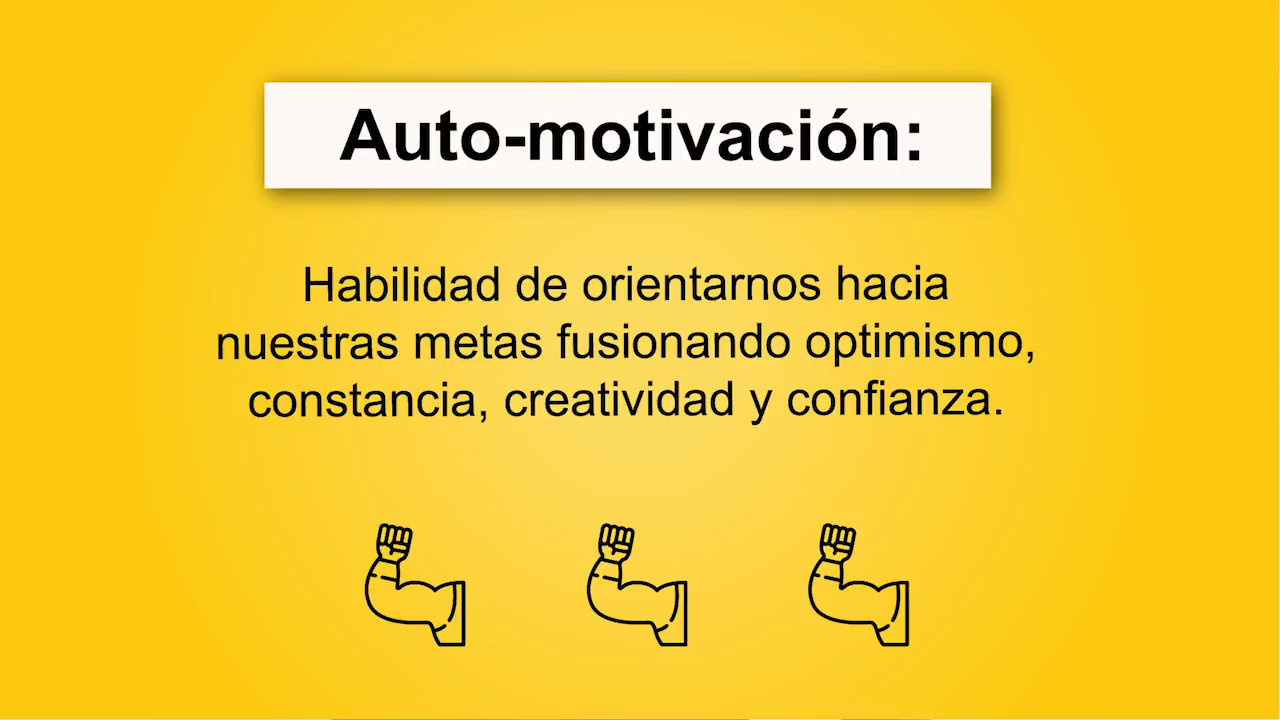 Auto-motivación:
Habilidad de orientarnos hacia
nuestras metas fusionando optimismo,
constancia, creatividad y confianza.